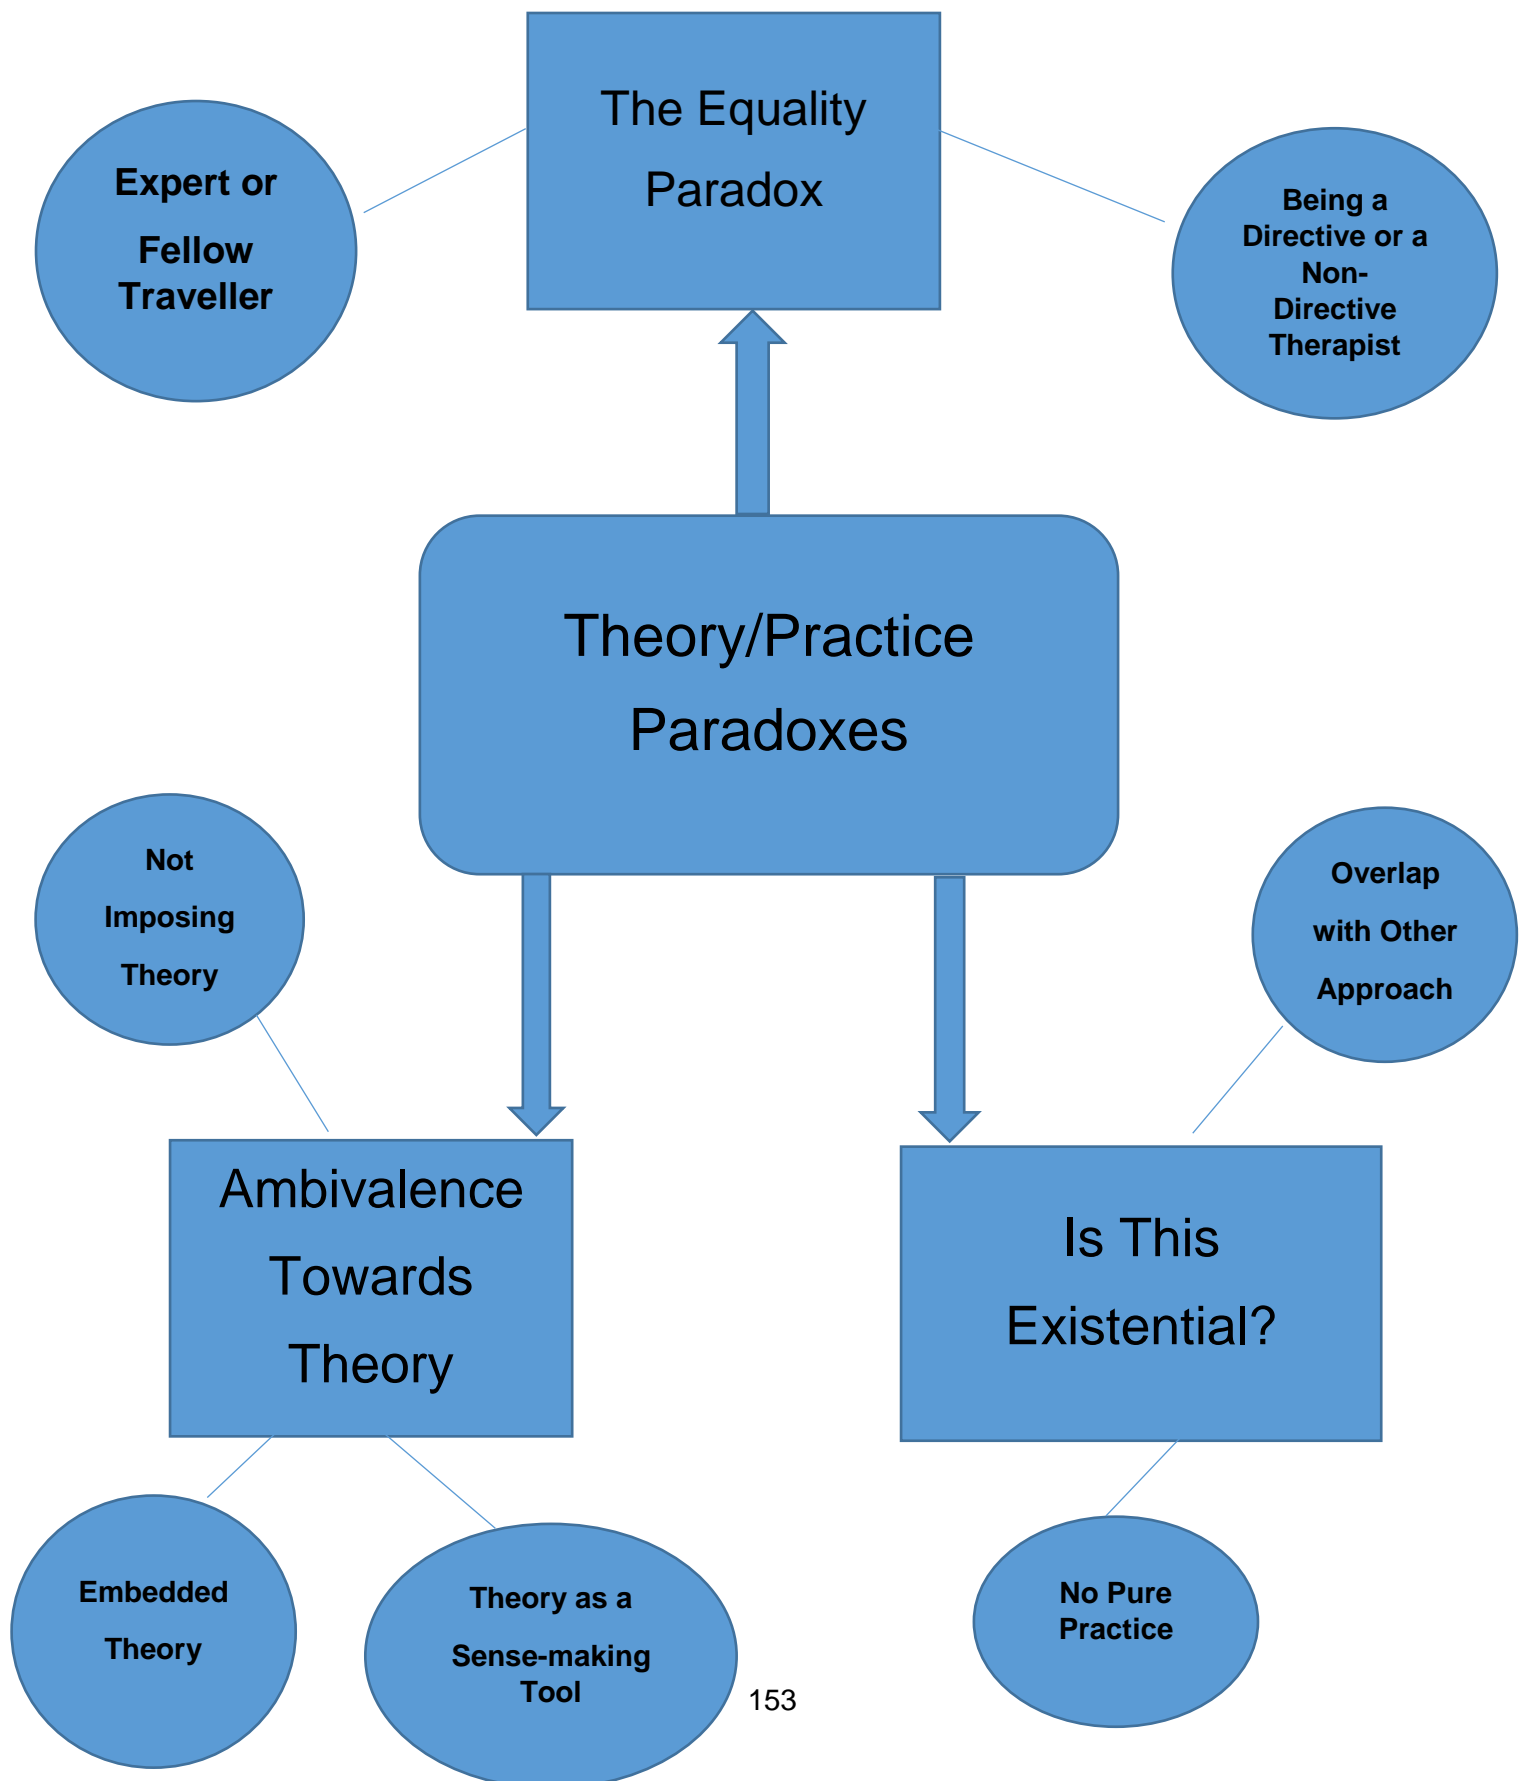 The Equality
Paradox
Expert or
Fellow
Traveller
Being a
Directive or a
Non-
Directive
Therapist
Theory/Practice
Paradoxes
Not
Imposing
Theory
Overlap
with Other
Approach
Ambivalence
Towards
Theory
Is This
Existential?
Embedded
Theory
Theory as a
Sense-making
Tool
No Pure
Practice
153